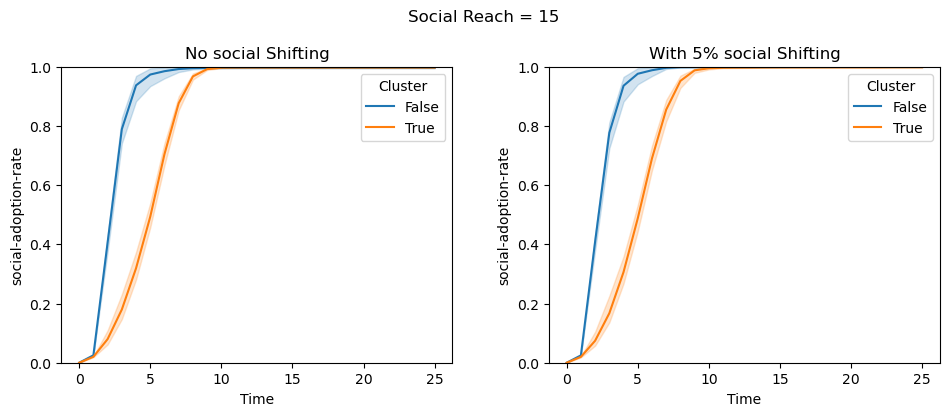 Social Reach = 15
No social Shifting
social-adoption-rate
1.0
0.8
0.6
0.4
0.2
0.0
Cluster
False
True
0 5 10 15 20 25
Time
With 5% social Shifting
social-adoption-rate
1.0
0.8
0.6
0.4
0.2
0.0
Cluster
False
True
0 5 10 15 20 25
Time